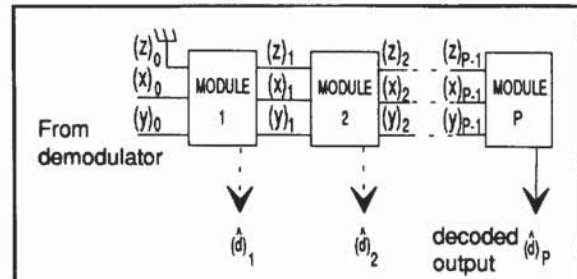 (z)0 (z)1 (z)2 (z)P-1
(x)0 MODULE (x)1 MODULE (x)2 (x)P-1 MODULE
1 2 P
(y)0 (y)1 (y)2 (y)P-1
From
demodulator
(d̂)1 (d̂)2 decoded (d̂)P
output